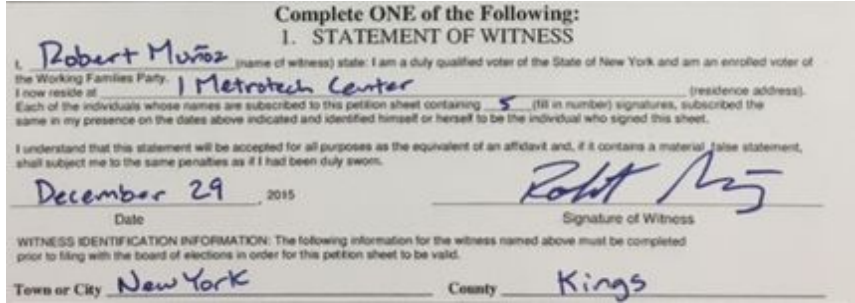 Complete ONE of the Following:
1. STATEMENT OF WITNESS
I, Robert Muñoz (name of witness) state: I am a duly qualified voter of the State of New York and am an enrolled voter of
the Working Families Party.
I now reside at 1 Metrotech Center (residence address).
Each of the individuals whose names are subscribed to this petition sheet containing 5 (fill in number) signatures, subscribed the
same in my presence on the dates above indicated and identified himself or herself to be the individual who signed this sheet.
I understand that this statement will be accepted for all purposes as the equivalent of an affidavit and, if it contains a material false statement,
shall subject me to the same penalties as if I had been duly sworn.
December 29, 2015
Date Signature of Witness
WITNESS IDENTIFICATION INFORMATION: The following information for the witness named above must be completed
prior to filing with the board of elections in order for this petition sheet to be valid.
Town or City New York County Kings